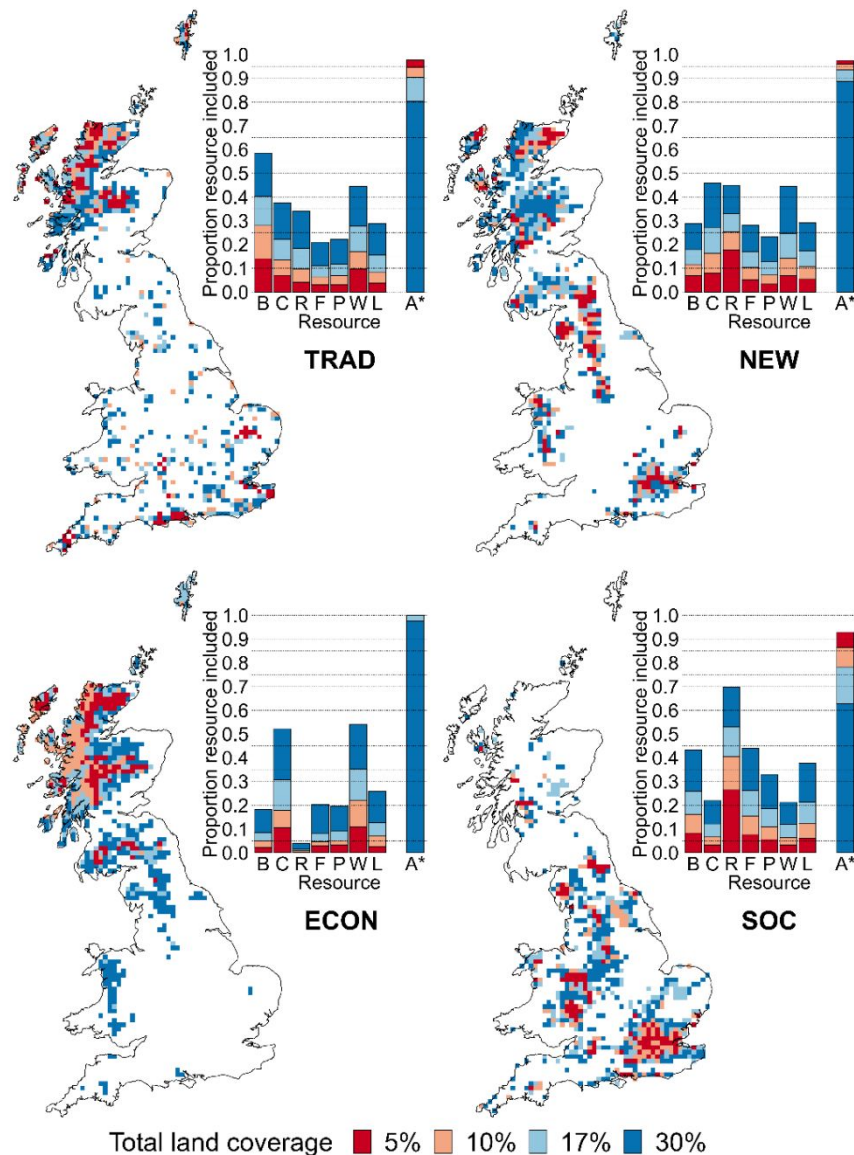 Proportion resource included
1.0
0.9
0.8
0.7
0.6
0.5
0.4
0.3
0.2
0.1
0.0
B C R F P W L A*
Resource
TRAD
Proportion resource included
1.0
0.9
0.8
0.7
0.6
0.5
0.4
0.3
0.2
0.1
0.0
B C R F P W L A*
Resource
NEW
Proportion resource included
1.0
0.9
0.8
0.7
0.6
0.5
0.4
0.3
0.2
0.1
0.0
B C R F P W L A*
Resource
ECON
Proportion resource included
1.0
0.9
0.8
0.7
0.6
0.5
0.4
0.3
0.2
0.1
0.0
B C R F P W L A*
Resource
SOC
Total land coverage 5% 10% 17% 30%